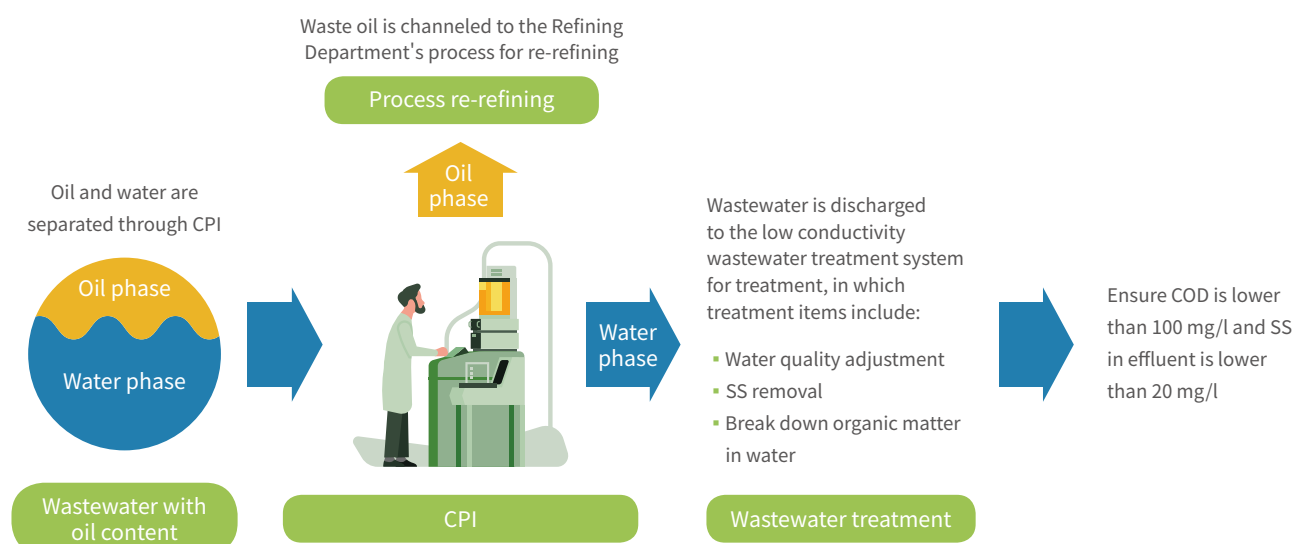 Waste oil is channeled to the Refining
Department's process for re-refining
Process re-refining
Oil
phase
Oil and water are
separated through CPI
Oil phase
Water phase
Wastewater with
oil content
CPI
Water
phase
Wastewater is discharged
to the low conductivity
wastewater treatment system
for treatment, in which
treatment items include:
▪ Water quality adjustment
▪ SS removal
▪ Break down organic matter
in water
Wastewater treatment
Ensure COD is lower
than 100 mg/l and SS
in effluent is lower
than 20 mg/l